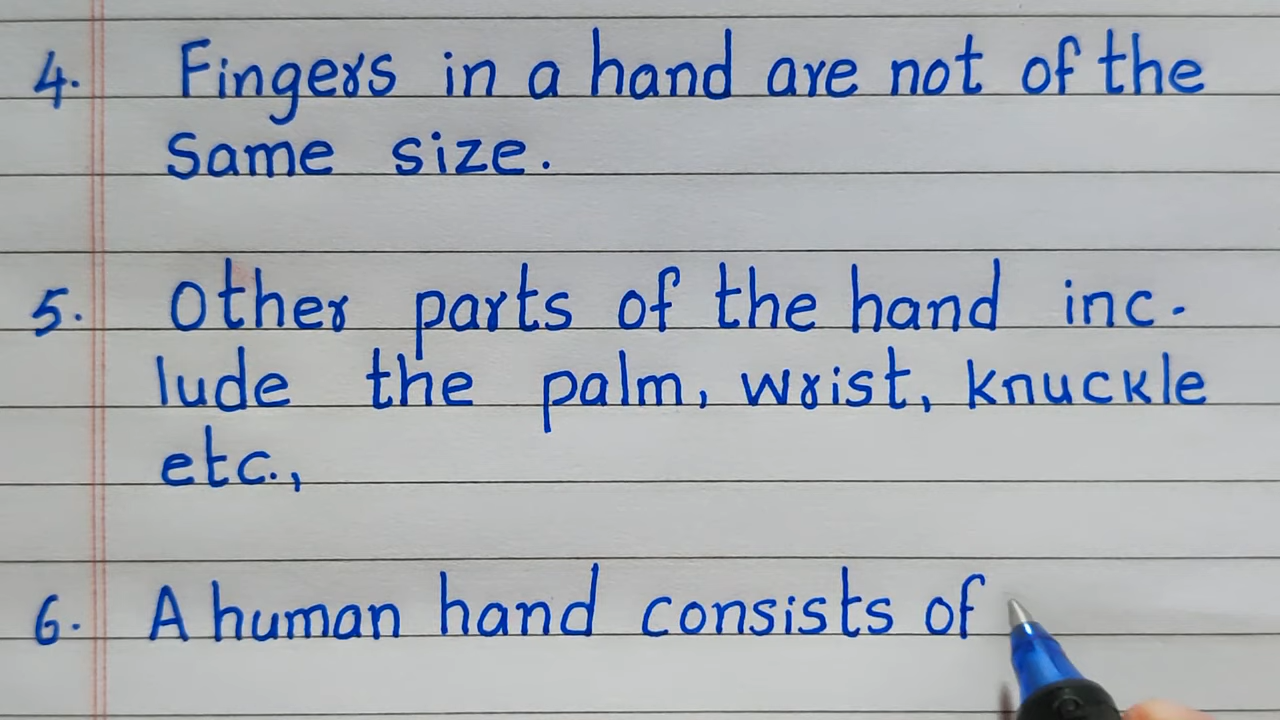 4. Fingers in a hand are not of the
same size.
5. Other parts of the hand inc.
lude the palm, wrist, knuckle
etc.,
6. A human hand consists of